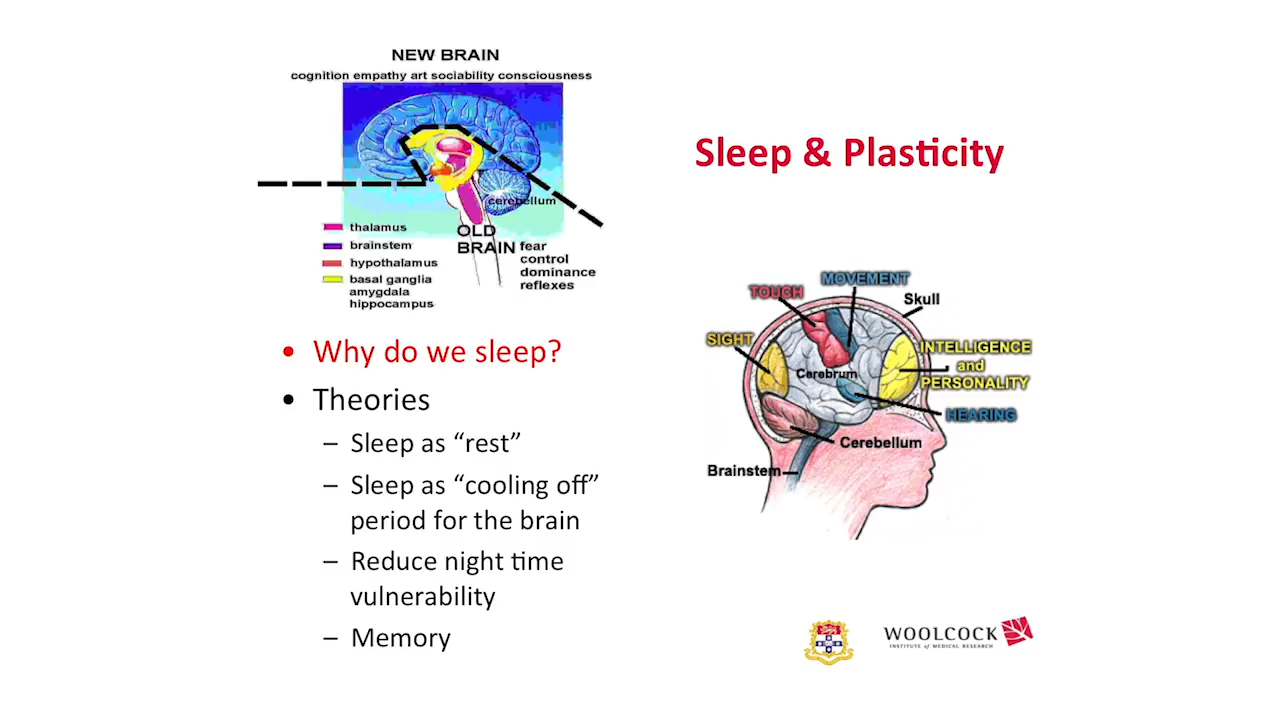 NEW BRAIN
cognition empathy art sociability consciousness
cerebellum
thalamus
brainstem
hypothalamus
basal ganglia
amygdala
hippocampus
OLD
BRAIN
fear
control
dominance
reflexes
• Why do we sleep?
• Theories
– Sleep as “rest”
– Sleep as “cooling off”
period for the brain
– Reduce night time
vulnerability
– Memory
Sleep & Plasticity
MOVEMENT
TOUCH
Skull
SIGHT
INTELLIGENCE
and
PERSONALITY
Cerebrum
HEARING
Cerebellum
Brainstem
WOOLCOCK
INSTITUTE of MEDICAL RESEARCH